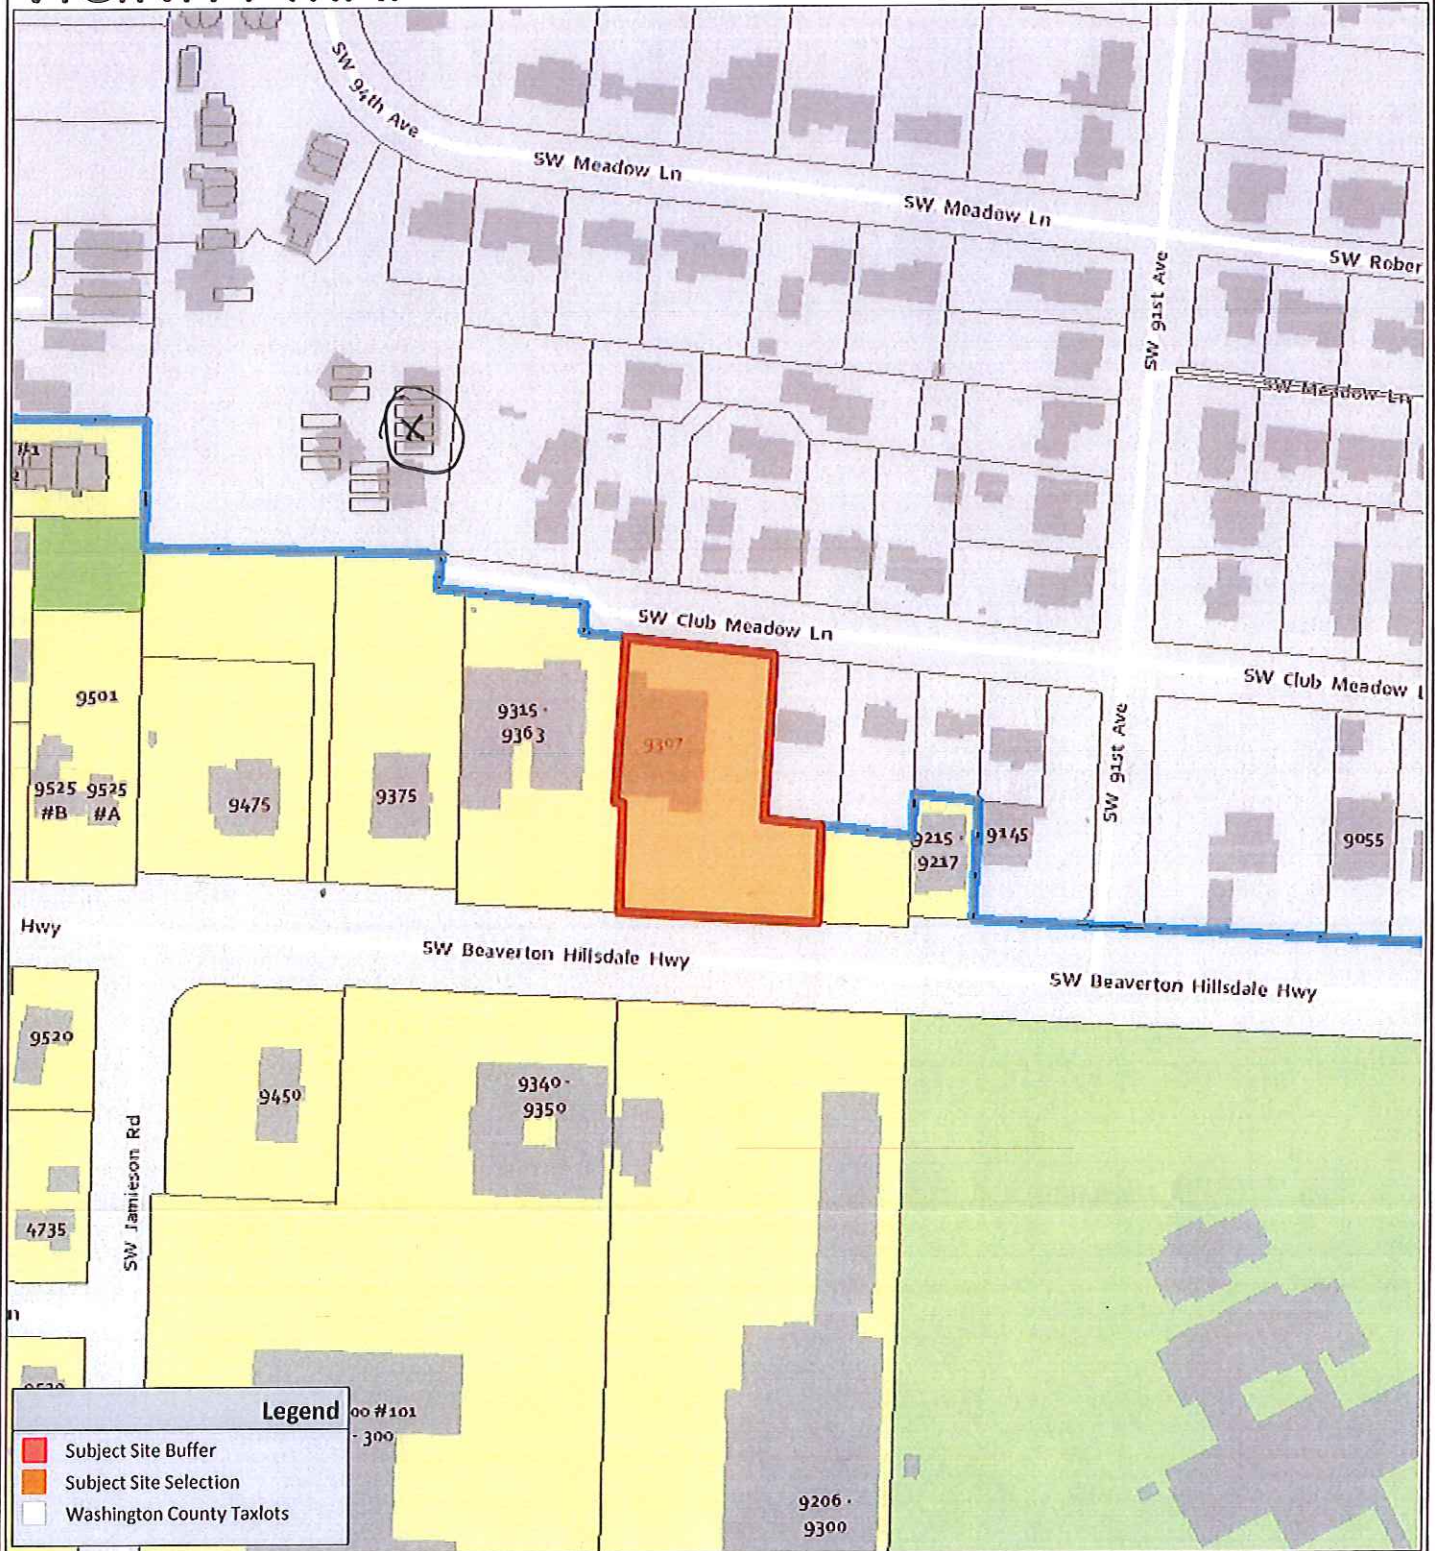 SW 94th Ave
SW Meadow Ln
SW Meadow Ln
SW Rober
SW 91st Ave
SW Meadow Ln
X
#1
SW Club Meadow Ln
SW Club Meadow L
9501
9315 -
9363
9307
SW 91st Ave
9525
#B
9525
#A
9475
9375
9215 -
9217
9145
9055
Hwy
SW Beaverton Hillsdale Hwy
SW Beaverton Hillsdale Hwy
9520
9450
9340 -
9350
SW Jamieson Rd
4735
n
00 #101
- 300
9206 -
9300
Legend
Subject Site Buffer
Subject Site Selection
Washington County Taxlots